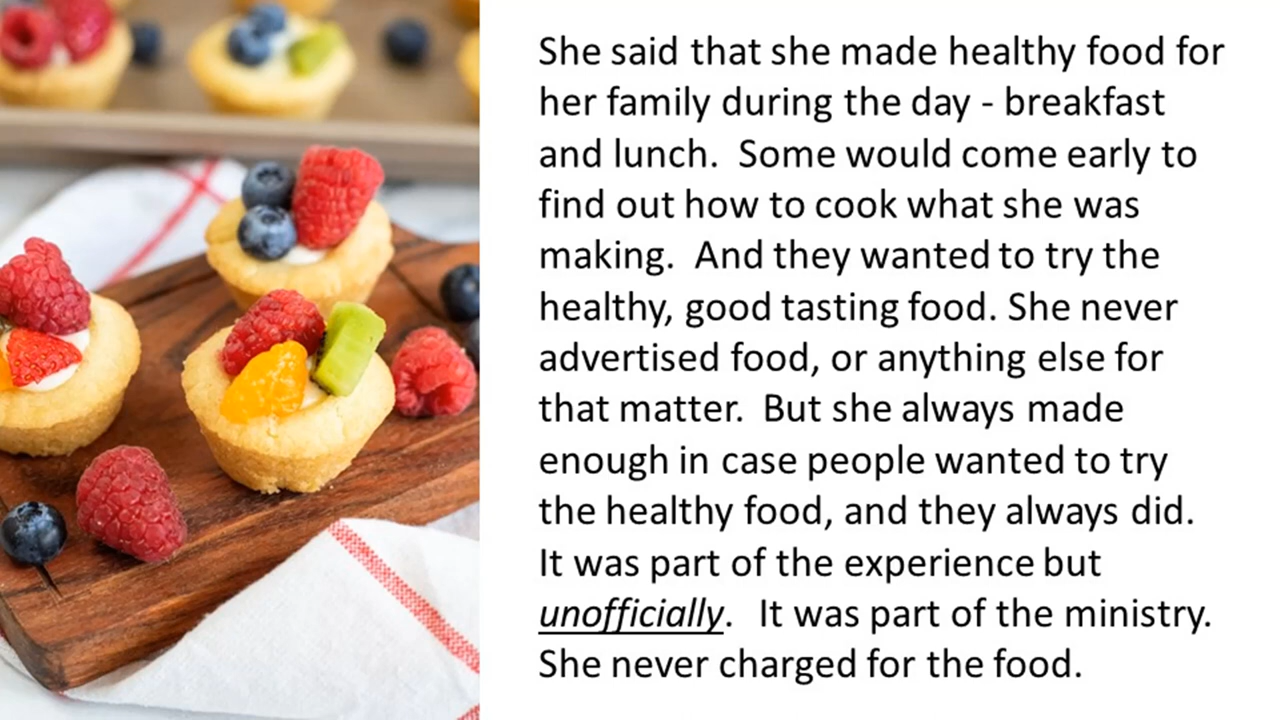 She said that she made healthy food for
her family during the day - breakfast
and lunch.  Some would come early to
find out how to cook what she was
making.  And they wanted to try the
healthy, good tasting food. She never
advertised food, or anything else for
that matter.  But she always made
enough in case people wanted to try
the healthy food, and they always did.
It was part of the experience but
unofficially.  It was part of the ministry.
She never charged for the food.